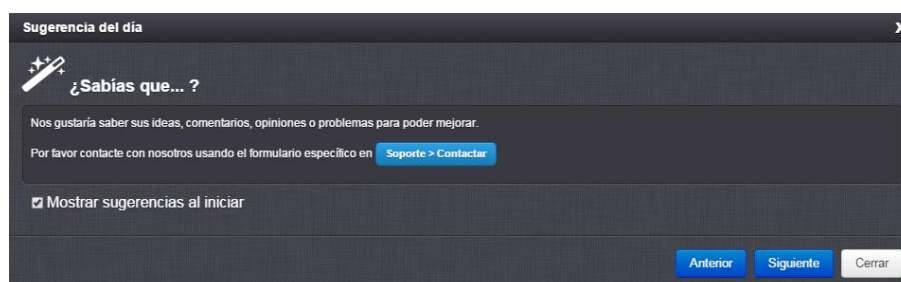 Sugerencia del día
¿Sabías que... ?
Nos gustaría saber sus ideas, comentarios, opiniones o problemas para poder mejorar.
Por favor contacte con nosotros usando el formulario específico en Soporte > Contactar
Mostrar sugerencias al iniciar
Anterior Siguiente Cerrar